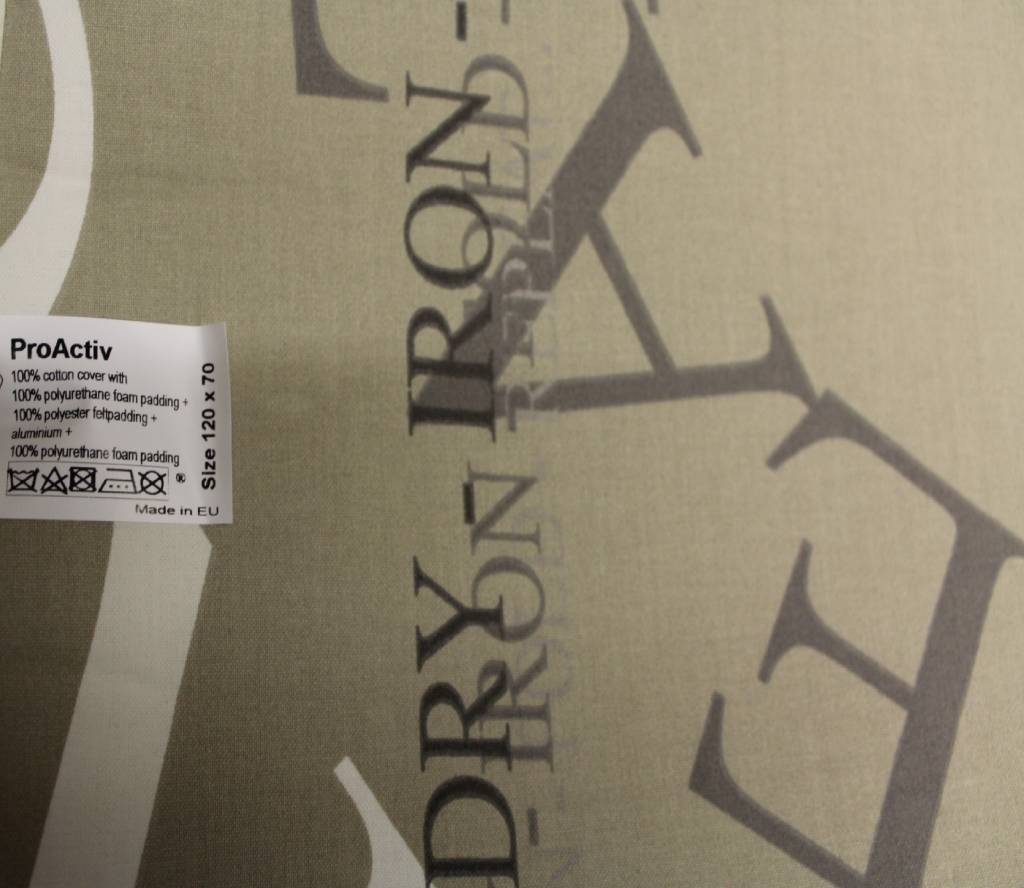 ProActiv
100% cotton cover with
100% polyurethane foam padding +
100% polyester feltpadding +
aluminium +
100% polyurethane foam padding
®
Made in EU
Size 120 x 70
DRY IRON -
- IRON
A
E